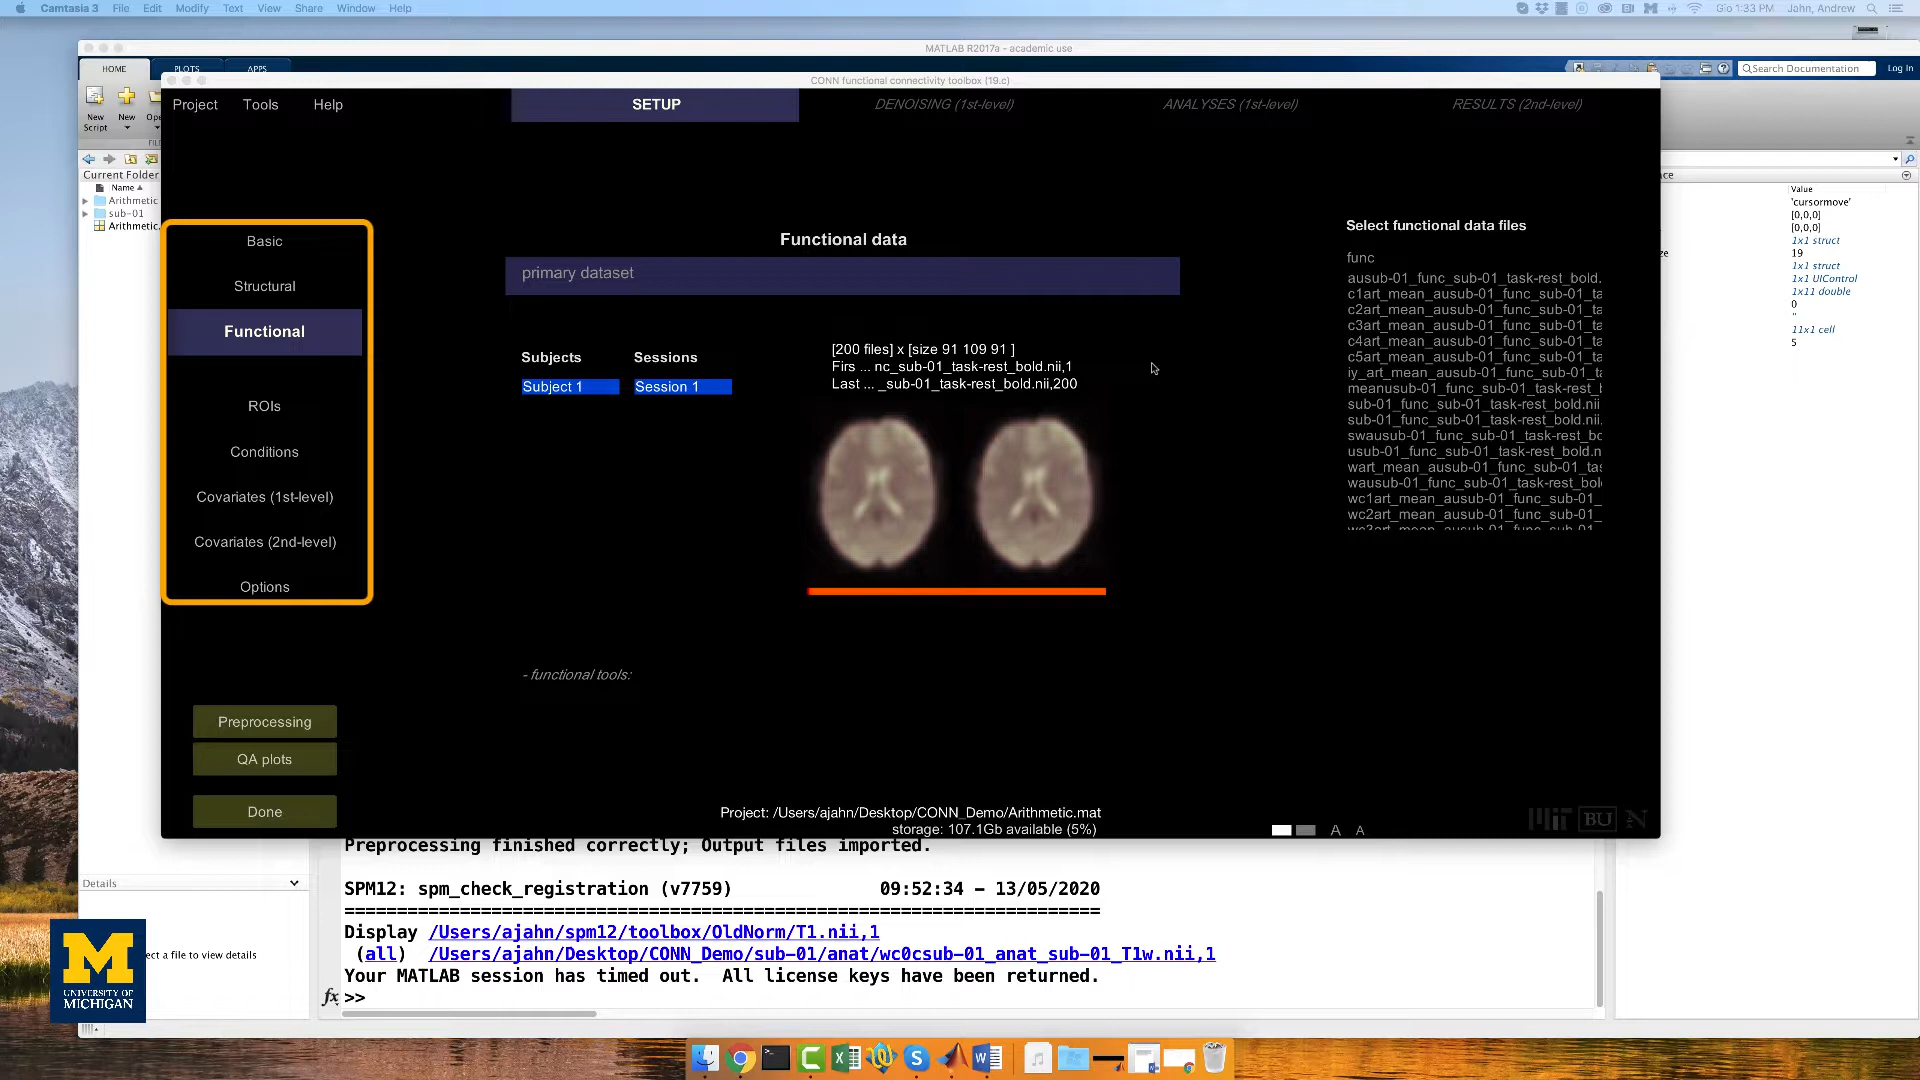 Camtasia 3 File Edit Modify Text View Share Window Help
Gio 1:33 PM Jahn, Andrew
MATLAB R2017a - academic use
HOME PLOTS APPS
Search Documentation Log In
CONN functional connectivity toolbox (19.c)
Project Tools Help
SETUP
DENOISING (1st-level)
ANALYSES (1st-level)
RESULTS (2nd-level)
New Script
New
Current Folder
Name
Arithmetic
sub-01
Arithmetic.
Basic
Structural
Functional
ROIs
Conditions
Covariates (1st-level)
Covariates (2nd-level)
Options
Preprocessing
QA plots
Done
Functional data
primary dataset
Subjects Sessions
Subject 1 Session 1
[200 files] x [size 91 109 91 ]
Firs ... nc_sub-01_task-rest_bold.nii,1
Last ... _sub-01_task-rest_bold.nii,200
- functional tools:
Select functional data files
func
ausub-01_func_sub-01_task-rest_bold.
c1art_mean_ausub-01_func_sub-01_ta
c2art_mean_ausub-01_func_sub-01_ta
c3art_mean_ausub-01_func_sub-01_ta
c4art_mean_ausub-01_func_sub-01_ta
c5art_mean_ausub-01_func_sub-01_ta
iy_art_mean_ausub-01_func_sub-01_ta
meanusub-01_func_sub-01_task-rest_b
sub-01_func_sub-01_task-rest_bold.nii
sub-01_func_sub-01_task-rest_bold.nii
swausub-01_func_sub-01_task-rest_bo
usub-01_func_sub-01_task-rest_bold.n
wart_mean_ausub-01_func_sub-01_tas
wausub-01_func_sub-01_task-rest_bol
wc1art_mean_ausub-01_func_sub-01_
wc2art_mean_ausub-01_func_sub-01_
wc3art_mean_ausub-01_func_sub-01_
Value
'cursormove'
[0,0,0]
[0,0,0]
1x1 struct
19
1x1 struct
1x1 UIControl
1x11 double
0
''
11x1 cell
5
Project: /Users/ajahn/Desktop/CONN_Demo/Arithmetic.mat
storage: 107.1Gb available (5%)
A A
MIT BU N
Preprocessing finished correctly; Output files imported.
SPM12: spm_check_registration (v7759) 09:52:34 - 13/05/2020
========================================================================
Display /Users/ajahn/spm12/toolbox/OldNorm/T1.nii,1
(all) /Users/ajahn/Desktop/CONN_Demo/sub-01/anat/wc0csub-01_anat_sub-01_T1w.nii,1
Your MATLAB session has timed out. All license keys have been returned.
fx >>
Details
ect a file to view details
M
UNIVERSITY OF
MICHIGAN